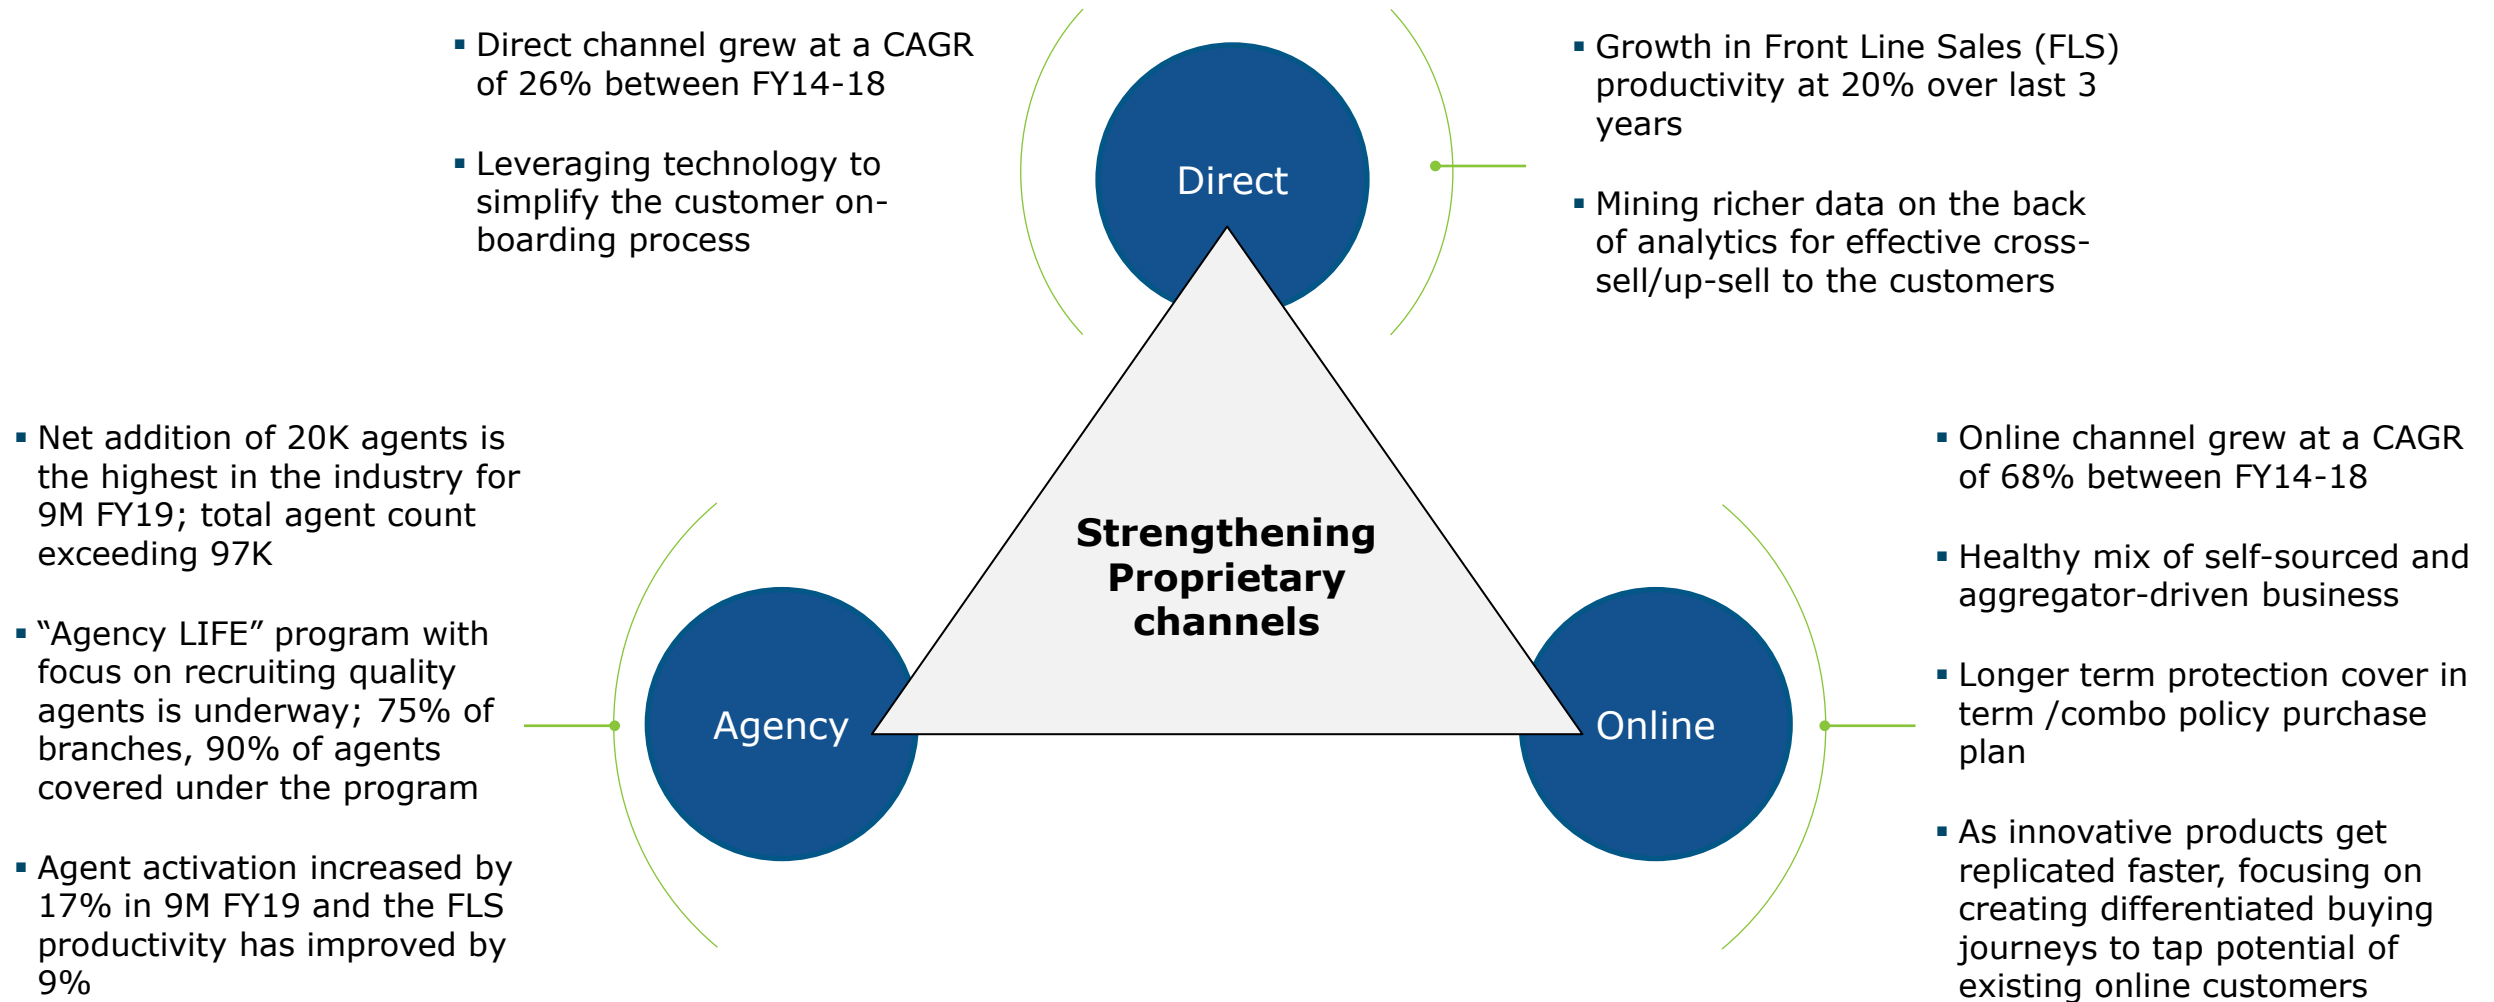 ▪ Direct channel grew at a CAGR
of 26% between FY14-18
▪ Leveraging technology to
simplify the customer on-
boarding process
Direct
▪ Growth in Front Line Sales (FLS)
productivity at 20% over last 3
years
▪ Mining richer data on the back
of analytics for effective cross-
sell/up-sell to the customers
▪ Net addition of 20K agents is
the highest in the industry for
9M FY19; total agent count
exceeding 97K
▪ “Agency LIFE” program with
focus on recruiting quality
agents is underway; 75% of
branches, 90% of agents
covered under the program
▪ Agent activation increased by
17% in 9M FY19 and the FLS
productivity has improved by
9%
Agency
Strengthening
Proprietary
channels
Online
▪ Online channel grew at a CAGR
of 68% between FY14-18
▪ Healthy mix of self-sourced and
aggregator-driven business
▪ Longer term protection cover in
term /combo policy purchase
plan
▪ As innovative products get
replicated faster, focusing on
creating differentiated buying
journeys to tap potential of
existing online customers